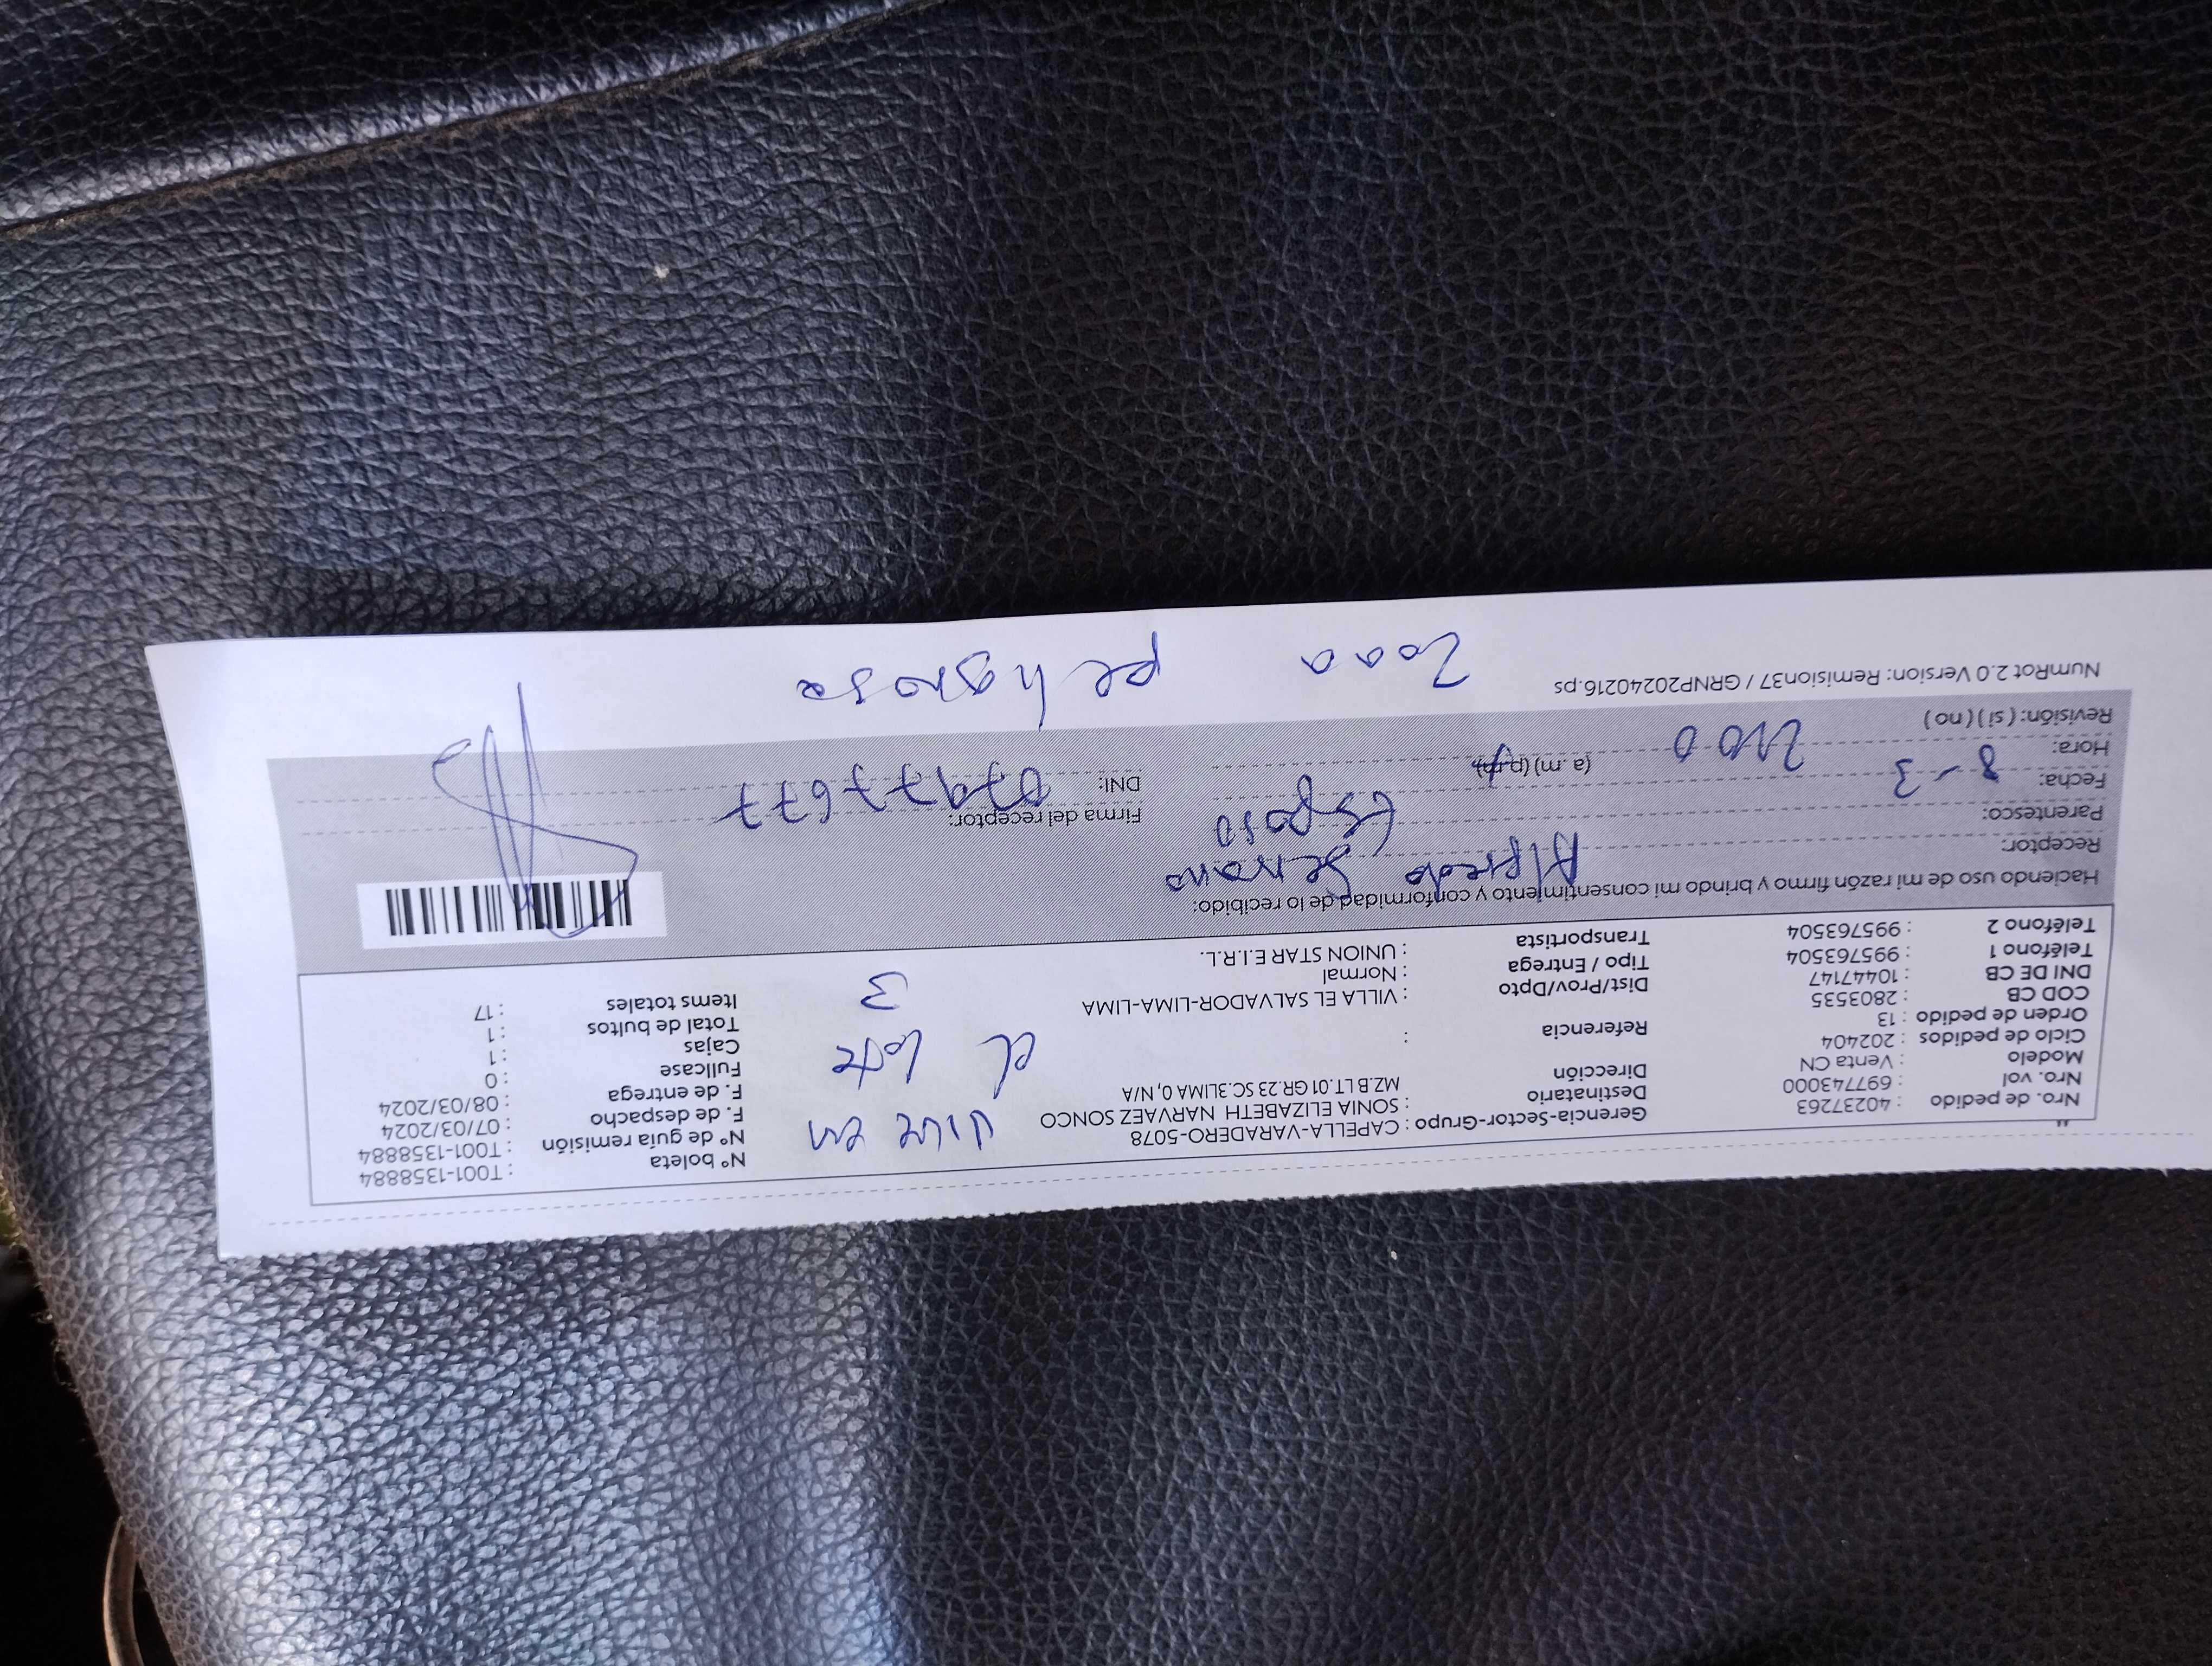 Nro. de pedido : 40237263
Nro. vol : 697743000
Modelo : Venta CN
Ciclo de pedidos : 202404
Orden de pedido : 13
COD CB : 2803535
DNI DE CB : 10447147
Teléfono 1 : 995763504
Teléfono 2 : 995763504
Gerencia-Sector-Grupo : CAPELLA-VARADERO-5078
Destinatario : SONIA ELIZABETH NARVAEZ SONCO
Dirección MZ.B LT.01 GR.23 SC.3LIMA 0, N/A
Referencia :
Dist/Prov/Dpto : VILLA EL SALVADOR-LIMA-LIMA
Tipo / Entrega : Normal
Transportista : UNION STAR E.I.R.L.
vive en
el lote
3
N° boleta : T001-1358884
N° de guía remisión : T001-1358884
F. de despacho : 07/03/2024
F. de entrega : 08/03/2024
Fullcase : 0
Cajas : 1
Total de bultos : 1
Items totales : 17
Haciendo uso de mi razón firmo y brindo mi consentimiento y conformidad de lo recibido:
Receptor: Alfredo Serrano
Parentesco: Esposo
Fecha: 8-3
Hora: 2100 (a. m) (p.m)
Revisión: ( si ) ( no )
Firma del receptor:
DNI: 07977677
NumRot 2.0 Version: Remision37 / GRNP20240216.ps
Zona peligrosa